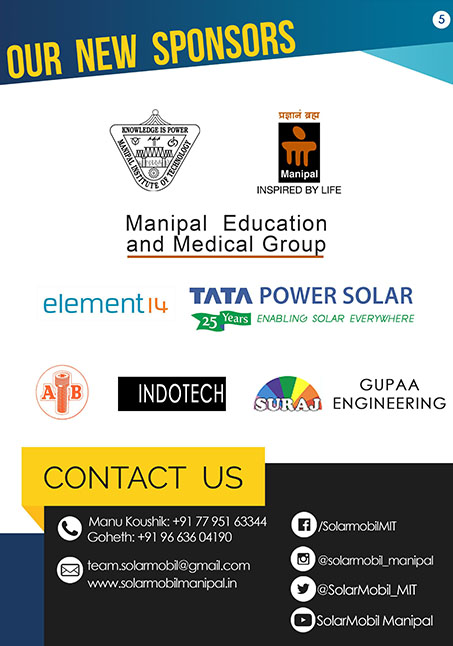 5
OUR NEW SPONSORS
KNOWLEDGE IS POWER
MANIPAL INSTITUTE OF TECHNOLOGY
प्रज्ञानं ब्रह्म
Manipal
INSPIRED BY LIFE
Manipal Education
and Medical Group
element14
TATA POWER SOLAR
25 Years ENABLING SOLAR EVERYWHERE
A B
INDOTECH
SURAJ
GUPAA
ENGINEERING
CONTACT US
Manu Koushik: +91 77 951 63344
Goheth: +91 96 636 04190
team.solarmobil@gmail.com
www.solarmobilmanipal.in
/SolarmobilMIT
@solarmobil_manipal
@SolarMobil_MIT
SolarMobil Manipal